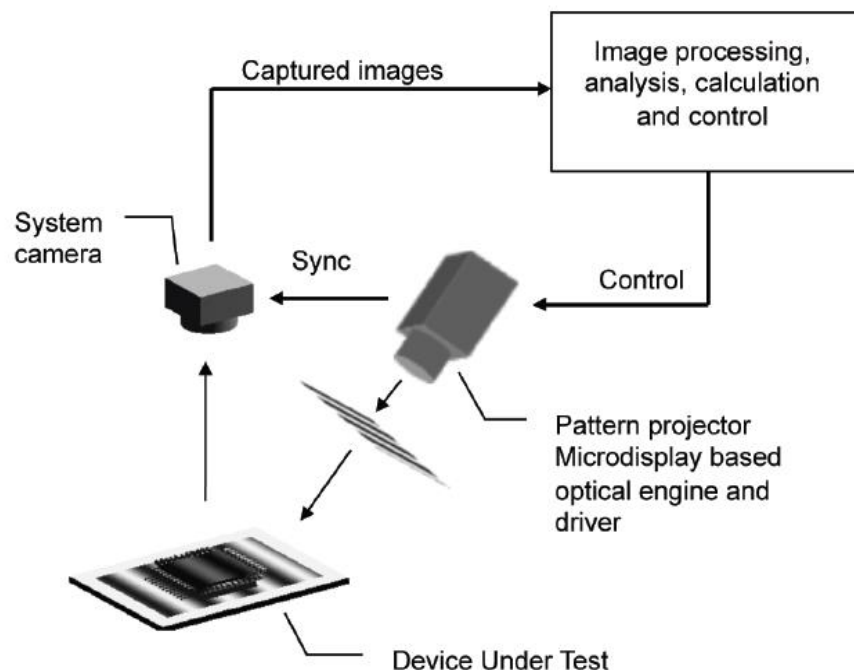 Captured images
Image processing,
analysis, calculation
and control
System
camera
Sync
Control
Pattern projector
Microdisplay based
optical engine and
driver
Device Under Test